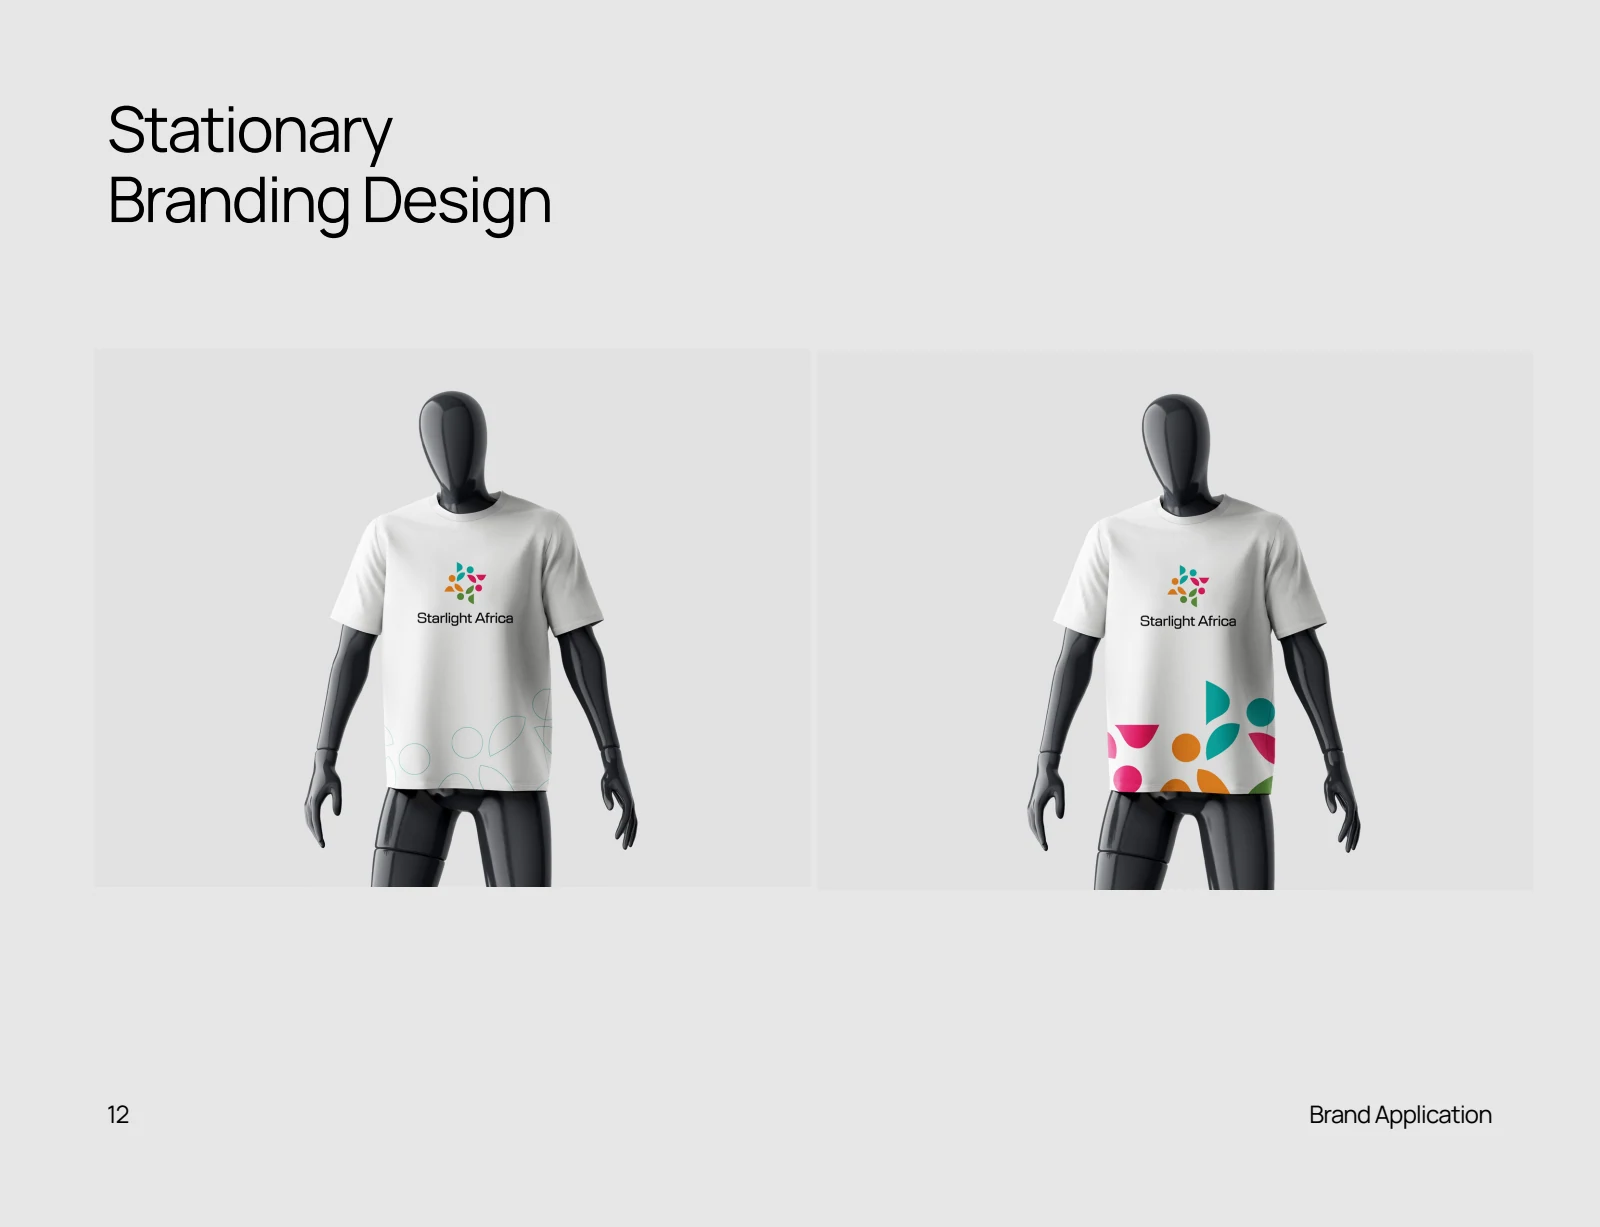 Stationary
Branding Design
Starlight Africa
Starlight Africa
12
Brand Application